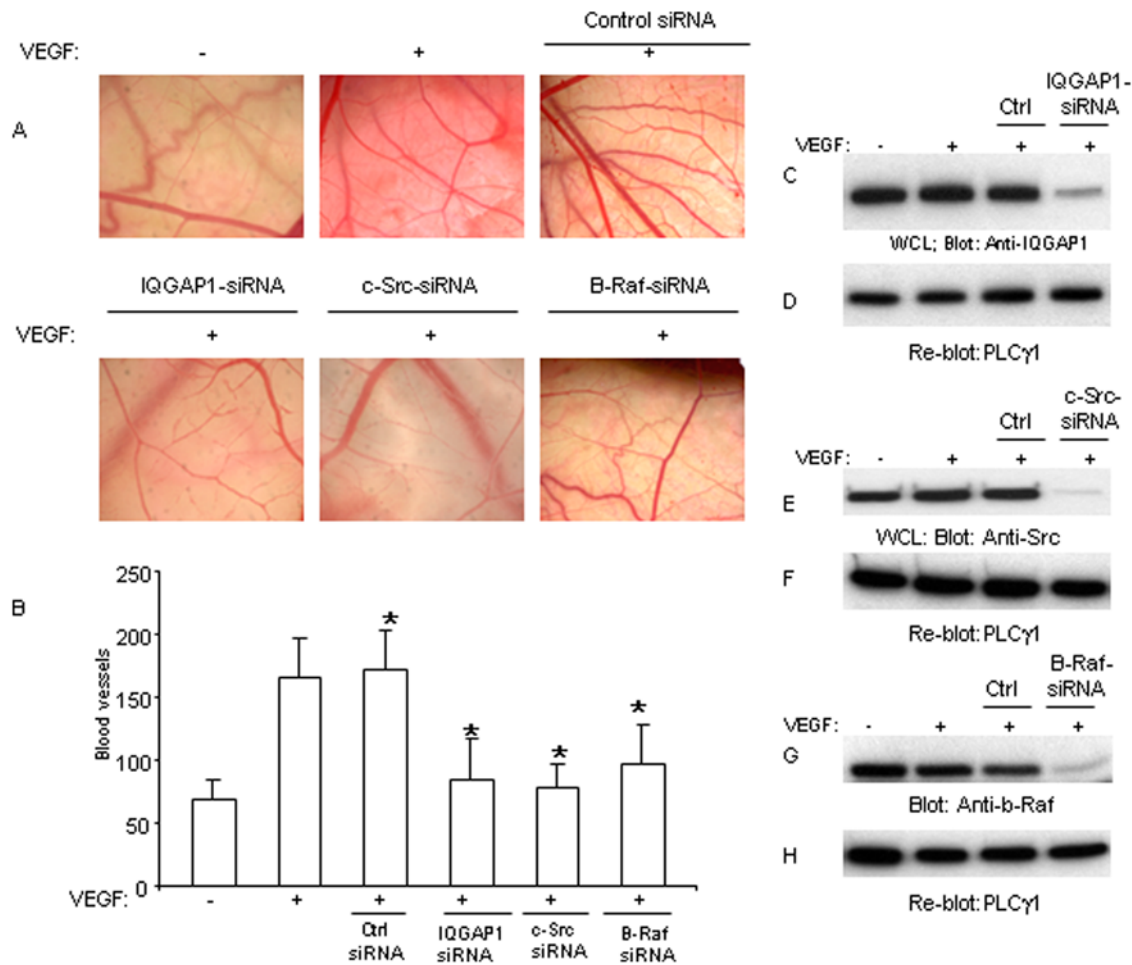 Control siRNA
VEGF: - + +
A
IQGAP1-siRNA c-Src-siRNA B-Raf-siRNA
VEGF: + + +
B
250
200
150
100
50
0
Blood vessels
* * * *
VEGF: - + + + + +
Ctrl siRNA IQGAP1 siRNA c-Src siRNA B-Raf siRNA
IQGAP1-
Ctrl siRNA
VEGF: - + + +
C
WCL; Blot: Anti-IQGAP1
D
Re-blot: PLCγ1
c-Src-
Ctrl siRNA
VEGF: - + + +
E
WCL: Blot: Anti-Src
F
Re-blot: PLCγ1
B-Raf-
Ctrl siRNA
VEGF: - + + +
G
Blot: Anti-b-Raf
H
Re-blot: PLCγ1